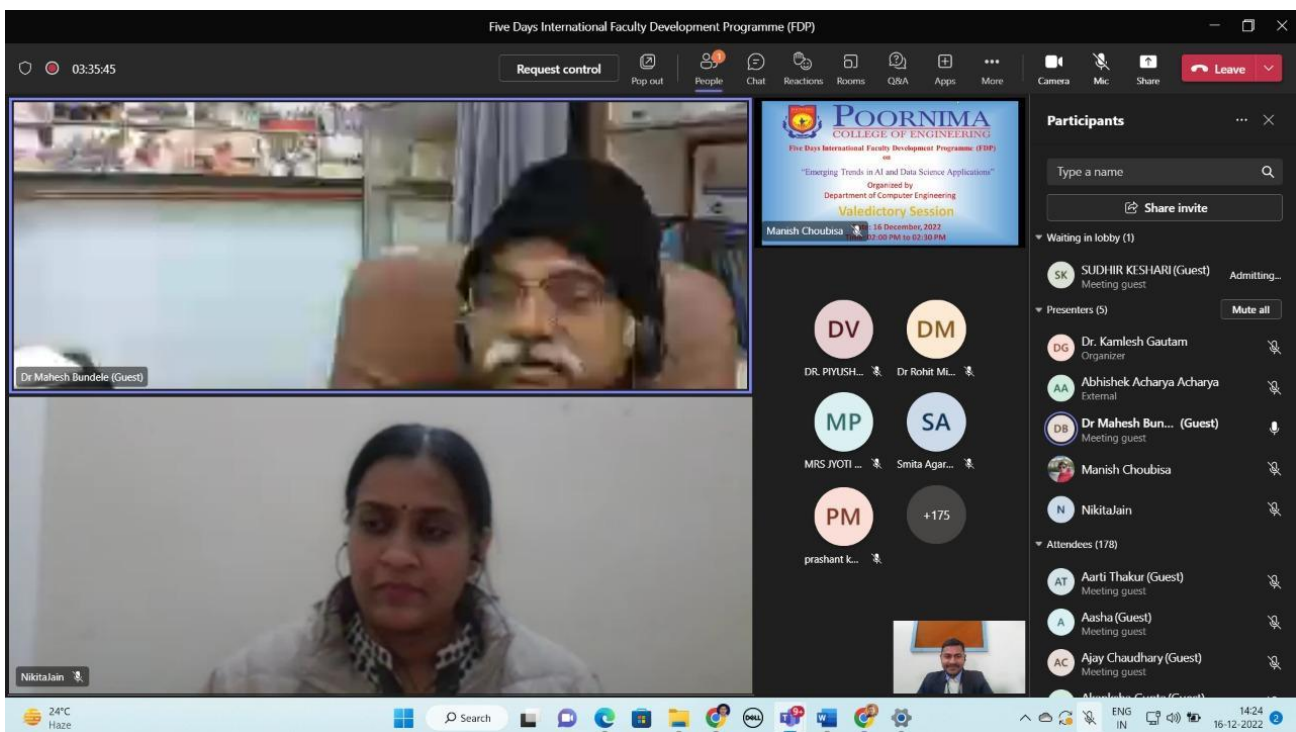 Five Days International Faculty Development Programme (FDP)
03:35:45
Request control
Pop out
People
1
Chat
Reactions
Rooms
Q&A
Apps
More
Camera
Mic
Share
Leave
Dr Mahesh Bundele (Guest)
NikitaJain
POORNIMA
COLLEGE OF ENGINEERING
Five Days International Faculty Development Programme (FDP)
on
"Emerging Trends in AI and Data Science Applications"
Organized by
Department of Computer Engineering
Valedictory Session
16 December, 2022
02:00 PM to 02:30 PM
Manish Choubisa
DV
DR. PIYUSH...
DM
Dr Rohit Mi...
MP
MRS JYOTI ...
SA
Smita Agar...
PM
prashant k...
+175
Participants
Type a name
Share invite
Waiting in lobby (1)
SK
SUDHIR KESHARI (Guest)
Meeting guest
Admitting...
Presenters (5)
Mute all
DG
Dr. Kamlesh Gautam
Organizer
AA
Abhishek Acharya Acharya
External
DB
Dr Mahesh Bun... (Guest)
Meeting guest
Manish Choubisa
N
NikitaJain
Attendees (178)
AT
Aarti Thakur (Guest)
Meeting guest
A
Aasha (Guest)
Meeting guest
AC
Ajay Chaudhary (Guest)
Meeting guest
24°C
Haze
Search
DELL
ENG
IN
14:24
16-12-2022
2